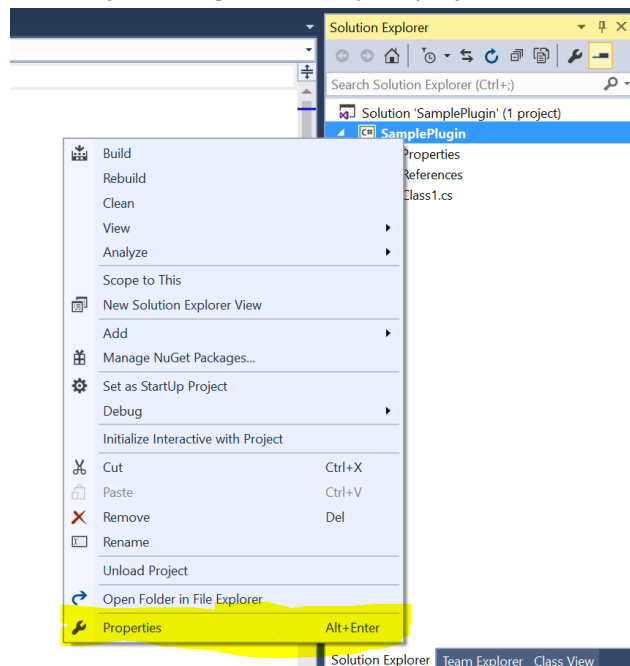 Solution Explorer
Search Solution Explorer (Ctrl+;)
Solution 'SamplePlugin' (1 project)
C# SamplePlugin
Properties
References
Class1.cs
Build
Rebuild
Clean
View
Analyze
Scope to This
New Solution Explorer View
Add
Manage NuGet Packages...
Set as StartUp Project
Debug
Initialize Interactive with Project
Cut Ctrl+X
Paste Ctrl+V
Remove Del
Rename
Unload Project
Open Folder in File Explorer
Properties Alt+Enter
Solution Explorer Team Explorer Class View